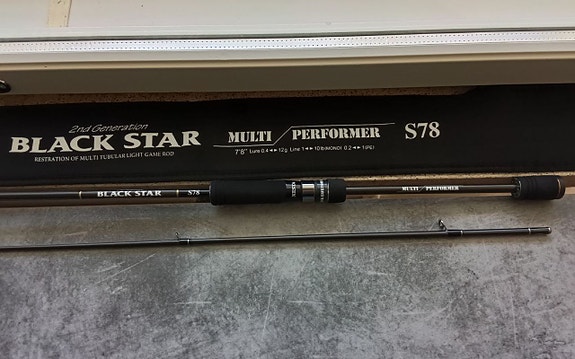 2nd Generation
BLACK STAR
RESTRATION OF MULTI TUBULAR LIGHT GAME ROD
MULTI / PERFORMER
S78
7'8" Lure 0.4◄►12g Line 1◄►10lb(MONO) 0.2◄►1(PE)
BLACK STAR S78
MULTI / PERFORMER